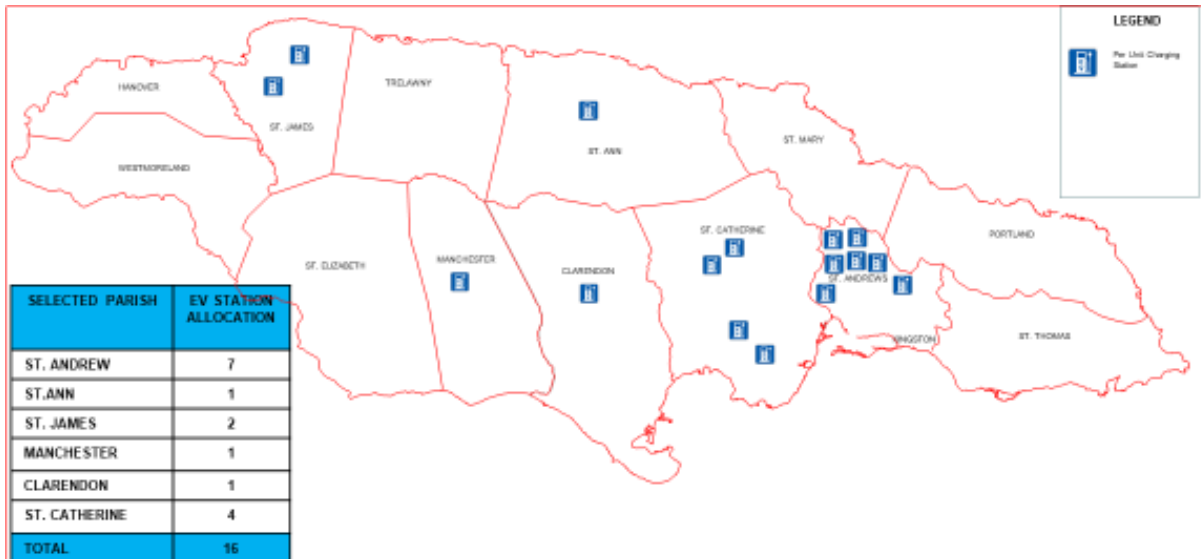 LEGEND
Per Unit Charging
Station
HANOVER
TRELAWNY
ST. JAMES
ST. ANN
ST. MARY
WESTMORELAND
ST. CATHERINE
PORTLAND
ST. ELIZABETH
MANCHESTER
CLARENDON
ST. ANDREWS
KINGSTON
ST. THOMAS
SELECTED PARISH EV STATION
ALLOCATION
ST. ANDREW 7
ST.ANN 1
ST. JAMES 2
MANCHESTER 1
CLARENDON 1
ST. CATHERINE 4
TOTAL 16